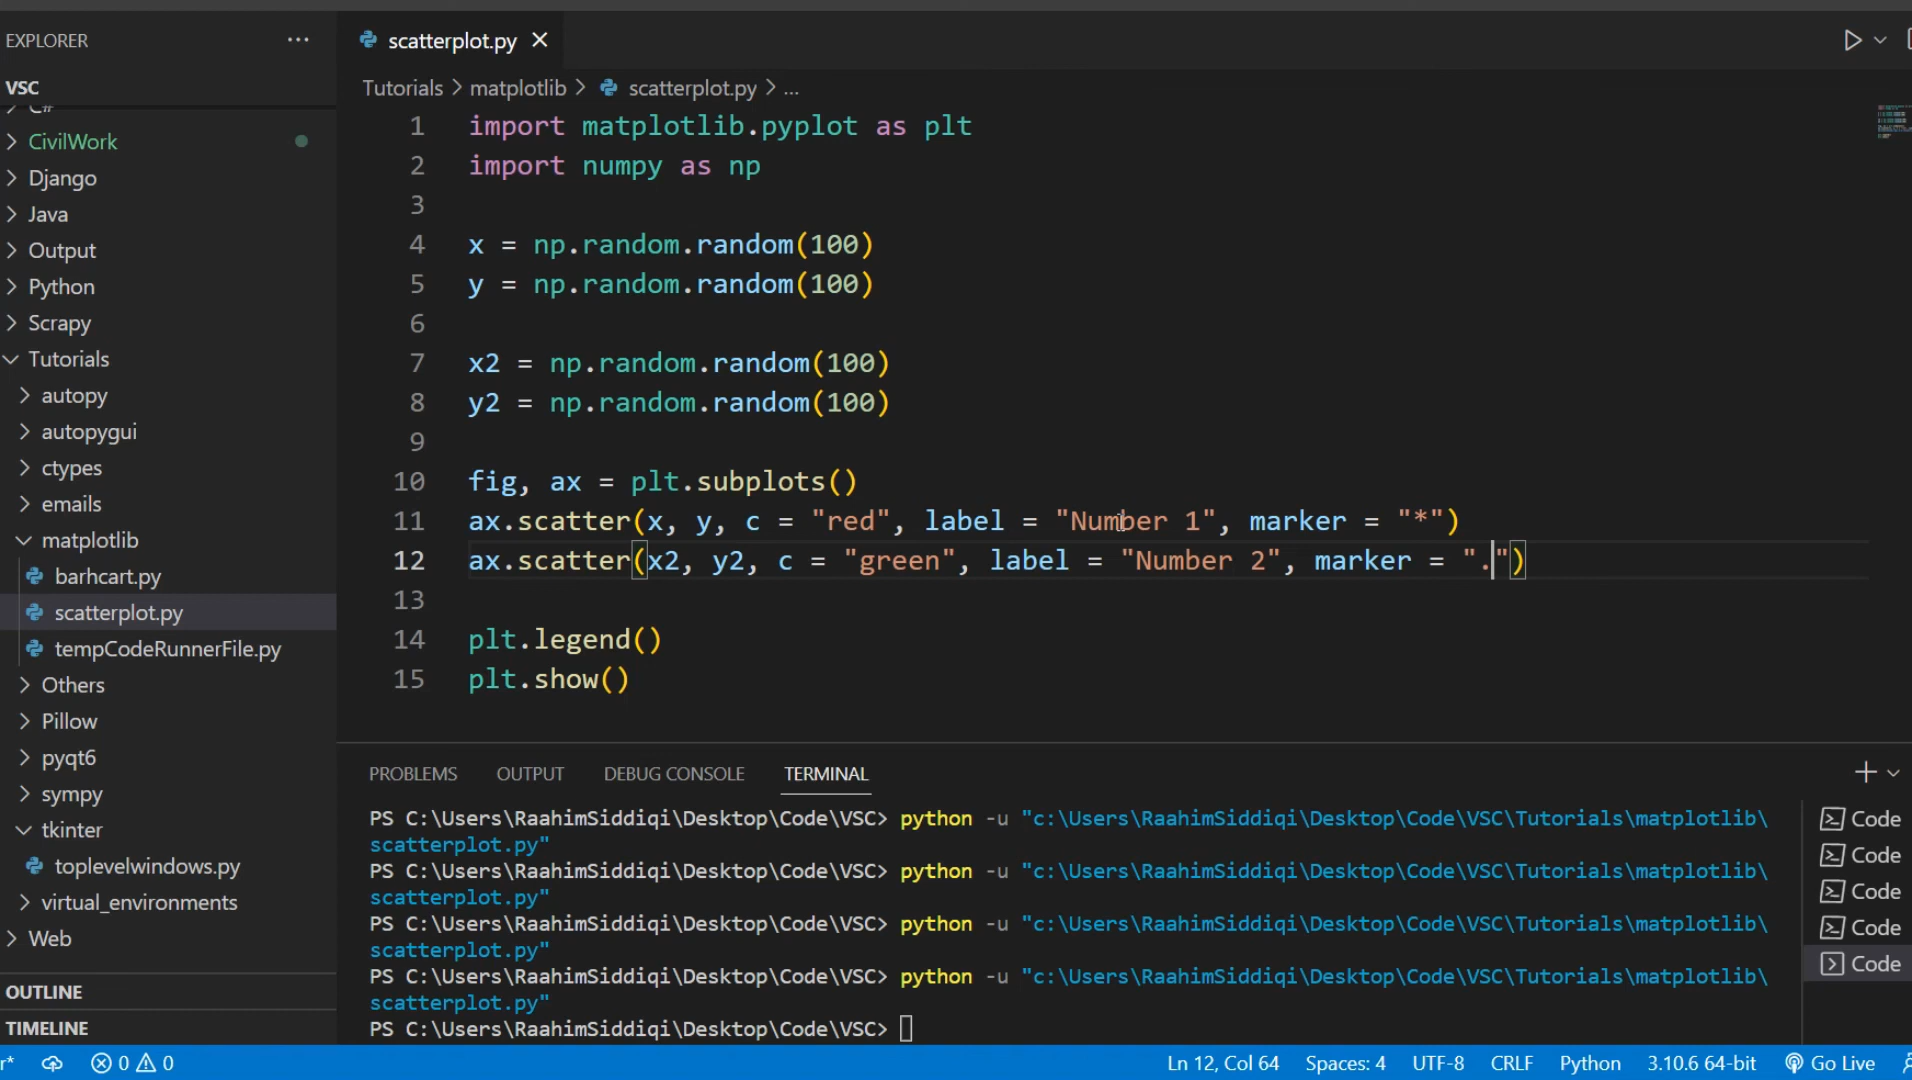 EXPLORER
···
scatterplot.py
VSC
Tutorials > matplotlib > scatterplot.py > ...
C#
CivilWork
Django
Java
Output
Python
Scrapy
Tutorials
autopy
autopygui
ctypes
emails
matplotlib
barhcart.py
scatterplot.py
tempCodeRunnerFile.py
Others
Pillow
pyqt6
sympy
tkinter
toplevelwindows.py
virtual_environments
Web
OUTLINE
TIMELINE
1 import matplotlib.pyplot as plt
2 import numpy as np
3
4 x = np.random.random(100)
5 y = np.random.random(100)
6
7 x2 = np.random.random(100)
8 y2 = np.random.random(100)
9
10 fig, ax = plt.subplots()
11 ax.scatter(x, y, c = "red", label = "Number 1", marker = "*")
12 ax.scatter(x2, y2, c = "green", label = "Number 2", marker = ".")
13
14 plt.legend()
15 plt.show()
PROBLEMS OUTPUT DEBUG CONSOLE TERMINAL
PS C:\Users\RaahimSiddiqi\Desktop\Code\VSC> python -u "c:\Users\RaahimSiddiqi\Desktop\Code\VSC\Tutorials\matplotlib\
scatterplot.py"
PS C:\Users\RaahimSiddiqi\Desktop\Code\VSC> python -u "c:\Users\RaahimSiddiqi\Desktop\Code\VSC\Tutorials\matplotlib\
scatterplot.py"
PS C:\Users\RaahimSiddiqi\Desktop\Code\VSC> python -u "c:\Users\RaahimSiddiqi\Desktop\Code\VSC\Tutorials\matplotlib\
scatterplot.py"
PS C:\Users\RaahimSiddiqi\Desktop\Code\VSC> python -u "c:\Users\RaahimSiddiqi\Desktop\Code\VSC\Tutorials\matplotlib\
scatterplot.py"
PS C:\Users\RaahimSiddiqi\Desktop\Code\VSC>
Code
Code
Code
Code
Code
r* 0 0 Ln 12, Col 64 Spaces: 4 UTF-8 CRLF Python 3.10.6 64-bit Go Live